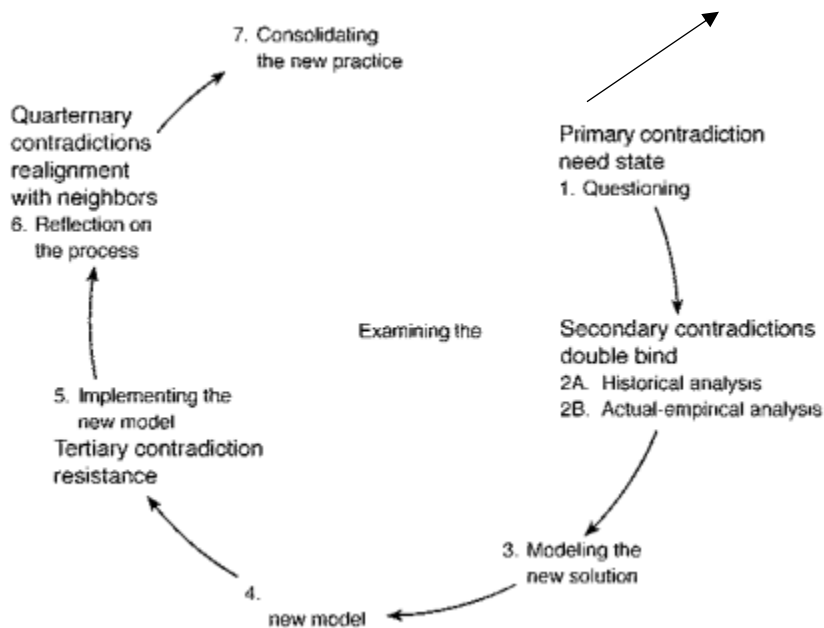 Primary contradiction
need state
1. Questioning
Secondary contradictions
double bind
2A. Historical analysis
2B. Actual-empirical analysis
3. Modeling the
new solution
Examining the
4.
new model
5. Implementing the
new model
Tertiary contradiction
resistance
Quarternary
contradictions
realignment
with neighbors
6. Reflection on
the process
7. Consolidating
the new practice